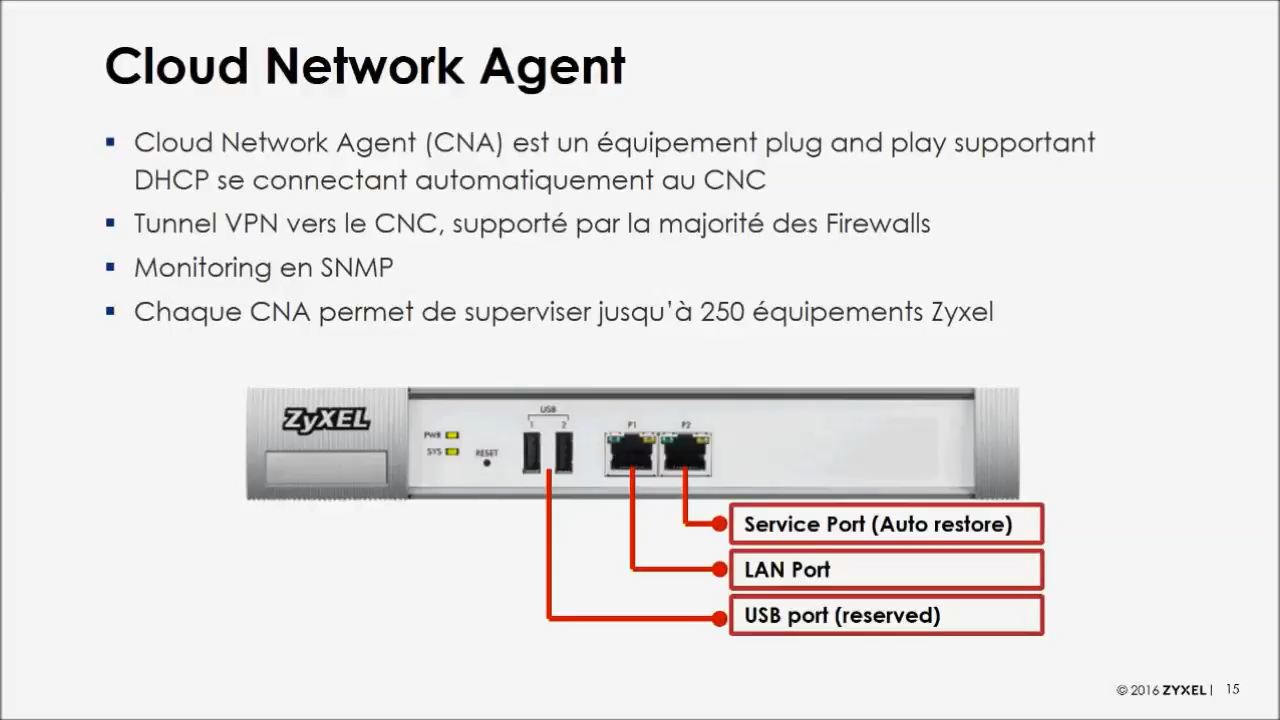 Cloud Network Agent
Cloud Network Agent (CNA) est un équipement plug and play supportant
DHCP se connectant automatiquement au CNC
Tunnel VPN vers le CNC, supporté par la majorité des Firewalls
Monitoring en SNMP
Chaque CNA permet de superviser jusqu'à 250 équipements Zyxel
ZyXEL
PWR
SYS
RESET
USB
1 2
P1 P2
Service Port (Auto restore)
LAN Port
USB port (reserved)
© 2016 ZYXEL | 15